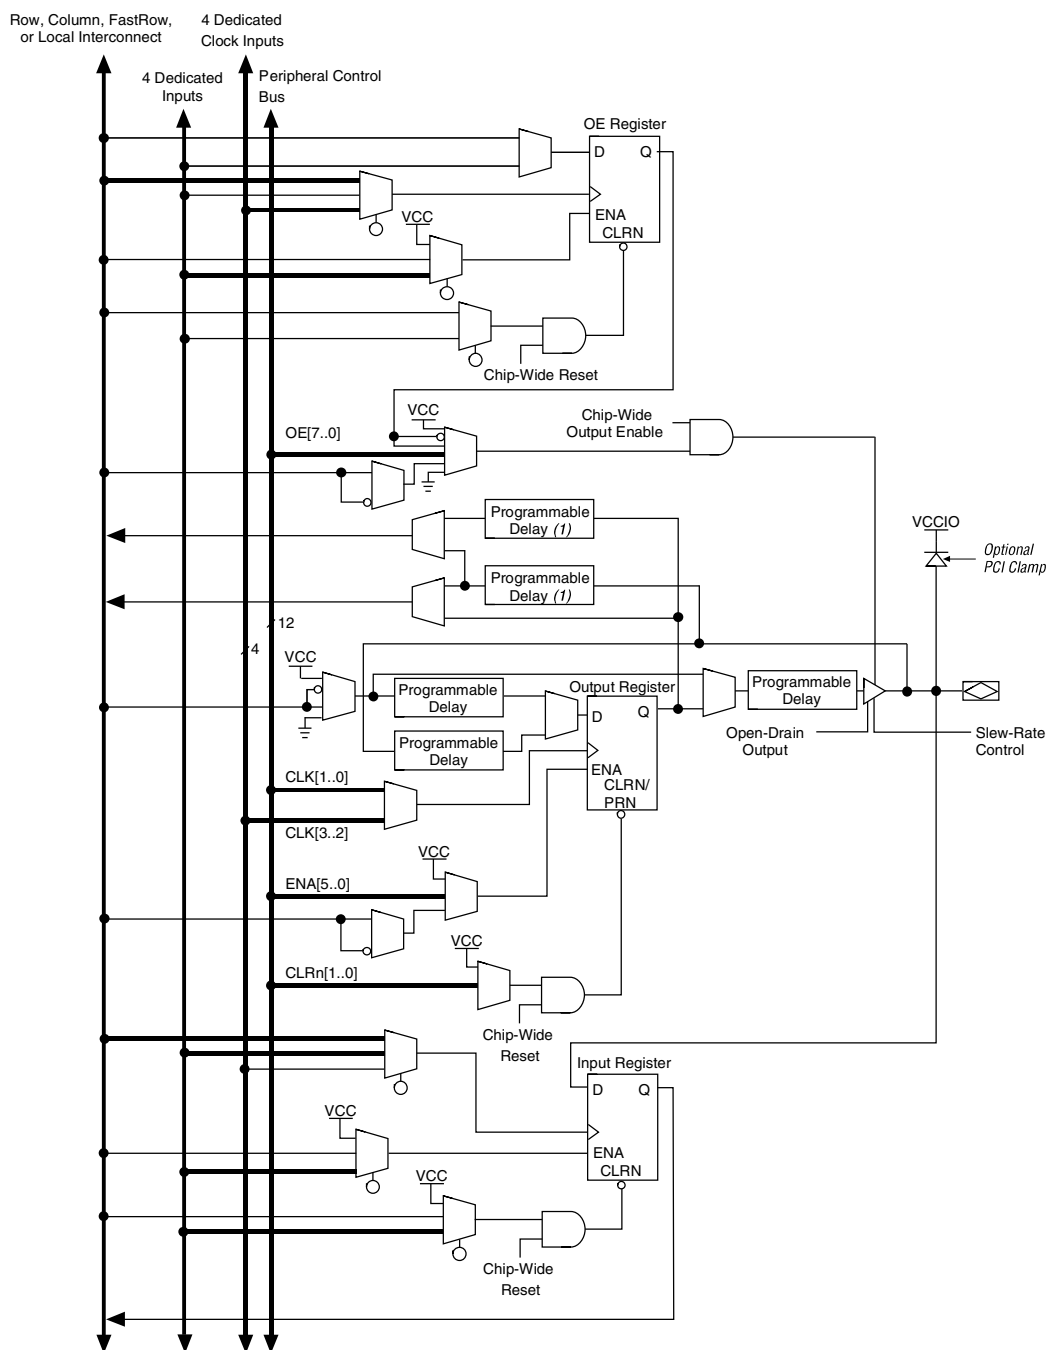 Row, Column, FastRow,
or Local Interconnect
4 Dedicated
Clock Inputs
4 Dedicated
Inputs
Peripheral Control
Bus
OE Register
D
Q
ENA
CLRN
VCC
Chip-Wide Reset
VCC
OE[7..0]
Chip-Wide
Output Enable
Programmable
Delay (1)
Programmable
Delay (1)
VCCIO
Optional
PCI Clamp
12
4
VCC
Programmable
Delay
Programmable
Delay
Output Register
D
Q
ENA
CLRN/
PRN
Programmable
Delay
Open-Drain
Output
Slew-Rate
Control
CLK[1..0]
CLK[3..2]
VCC
ENA[5..0]
VCC
CLRn[1..0]
Chip-Wide
Reset
Input Register
D
Q
ENA
CLRN
VCC
VCC
Chip-Wide
Reset